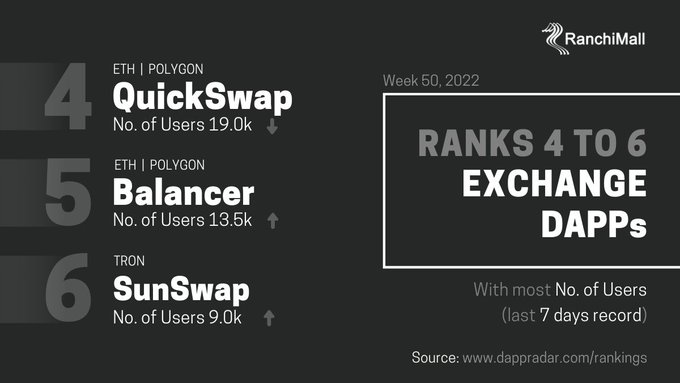 RanchiMall
4
ETH | POLYGON
QuickSwap
No. of Users 19.0k
5
ETH | POLYGON
Balancer
No. of Users 13.5k
6
TRON
SunSwap
No. of Users 9.0k
Week 50, 2022
RANKS 4 TO 6
EXCHANGE
DAPPs
With most No. of Users
(last 7 days record)
Source: www.dappradar.com/rankings